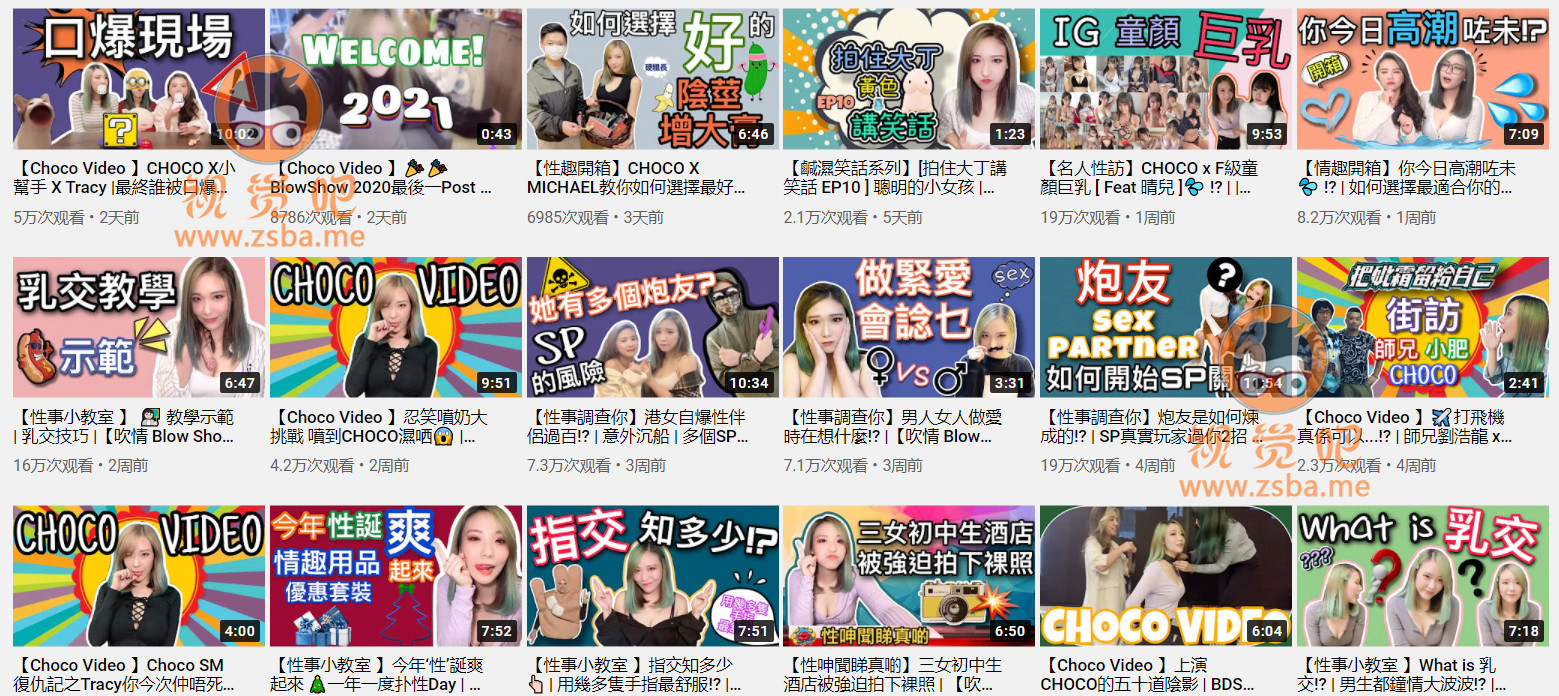 口爆現場
10:02
WELCOME!
2021
0:43
如何選擇
好的
硬粗長
陰莖
增大膏
6:46
拍住大丁
EP10
黃色
講笑話
1:23
IG 童顏 巨乳
9:53
你今日高潮咗未!?
開箱
7:09
【Choco Video 】CHOCO X小
幫手 X Tracy |最終誰被口爆...
5万次观看 • 2天前
【Choco Video 】
BlowShow 2020最後一Post ...
8786次观看 • 2天前
【性趣開箱】CHOCO X
MICHAEL教你如何選擇最好...
6985次观看 • 3天前
【鹹濕笑話系列】[拍住大丁講
笑話 EP10 ] 聰明的小女孩 |...
2.1万次观看 • 5天前
【名人性訪】CHOCO x F級童
顏巨乳 [ Feat 晴兒 ]💦 !? | |...
19万次观看 • 1周前
【情趣開箱】你今日高潮咗未
💦 !? | 如何選擇最適合你的...
8.2万次观看 • 1周前
视觉吧
www.zsba.me
乳交教學
示範
6:47
CHOCO VIDEO
9:51
她有多個炮友?
SP
的風險
10:34
做緊愛
會諗乜
sex
VS
3:31
炮友
sex
PARTNER
如何開始SP關
11:54
把砒霜留給自己
街訪
師兄 小肥
CHOCO
2:41
【性事小教室 】👩‍🏫 教學示範
| 乳交技巧 |【吹情 Blow Sho...
16万次观看 • 2周前
【Choco Video 】忍笑噴奶大
挑戰 噴到CHOCO濕晒😱 |...
4.2万次观看 • 2周前
【性事調查你】港女自爆性伴
侶過百!? | 意外沉船 | 多個SP...
7.3万次观看 • 3周前
【性事調查你】男人女人做愛
時在想什麼!? |【吹情 Blow...
7.1万次观看 • 3周前
【性事調查你】炮友是如何煉
成的!? | SP真實玩家過你2招 ...
19万次观看 • 4周前
【Choco Video 】✈️打飛機
真係可以...!? | 師兄劉浩龍 x...
2.3万次观看 • 4周前
视觉吧
www.zsba.me
CHOCO VIDEO
4:00
今年性誕
爽
情趣用品
起來
優惠套裝
7:52
指交 知多少!?
用幾多隻
手指
7:51
三女初中生酒店
被強迫拍下裸照
性呻聞睇真啲
6:50
CHOCO VIDEO
6:04
What is 乳交
???
7:18
【Choco Video 】Choco SM
復仇記之Tracy你今次仲唔死...
【性事小教室 】今年‘性’誕爽
起來 🎄一年一度扑性Day | ...
【性事小教室 】指交知多少
👆 | 用幾多隻手指最舒服!? |...
【性呻聞睇真啲】三女初中生
酒店被強迫拍下裸照 | 【吹...
【Choco Video 】上演
CHOCO的五十道陰影 | BDS...
【性事小教室 】What is 乳
交!? | 男生都鐘情大波波!? |...